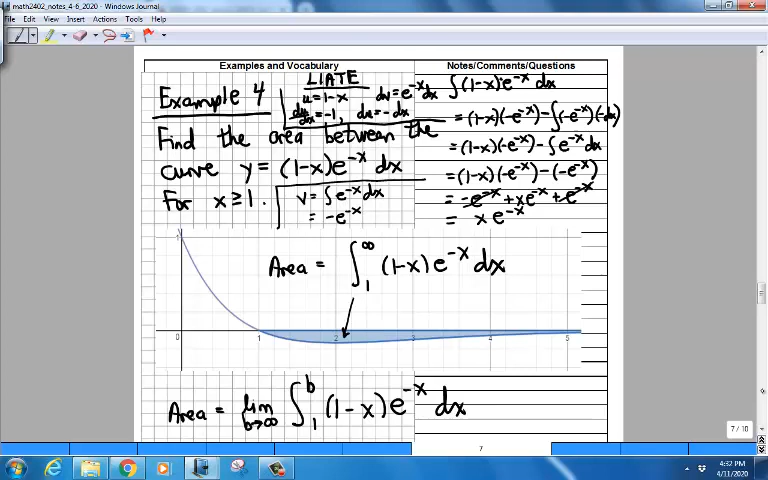 math2402_notes_4-6_2020 - Windows Journal
File Edit View Insert Actions Tools Help
Examples and Vocabulary
Notes/Comments/Questions
Example 4
LIATE
u = 1-x dv = e^-x dx
du/dx = -1, du = -dx
Find the area between the
curve y = (1-x)e^-x dx
For x ≥ 1.
v = ∫ e^-x dx
= -e^-x
∫ (1-x)·e^-x dx
= (1-x)(-e^-x) - ∫(-e^-x)(-dx)
= (1-x)(-e^-x) - ∫ e^-x dx
= (1-x)(-e^-x) - (-e^-x)
= -e^-x + xe^-x + e^-x
= x e^-x
Area = ∫_1^∞ (1-x) e^-x dx
1
0 1 2 3 4 5
Area = lim_b→∞ ∫_1^b (1-x) e^-x dx
7 / 10
7
4:32 PM
4/11/2020